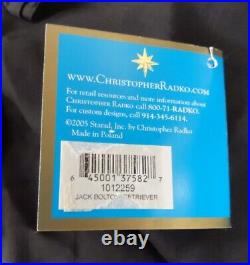 www.ChristopherRadko.com
For retail resources and more information about
Christopher Radko call 800-71-RADKO.
For custom designs, call 914-345-6114.
©2005 Starad, Inc. by Christopher Radko
Made in Poland
6 45001 37582 7
1012259
JACK BOLTON RETRIEVER